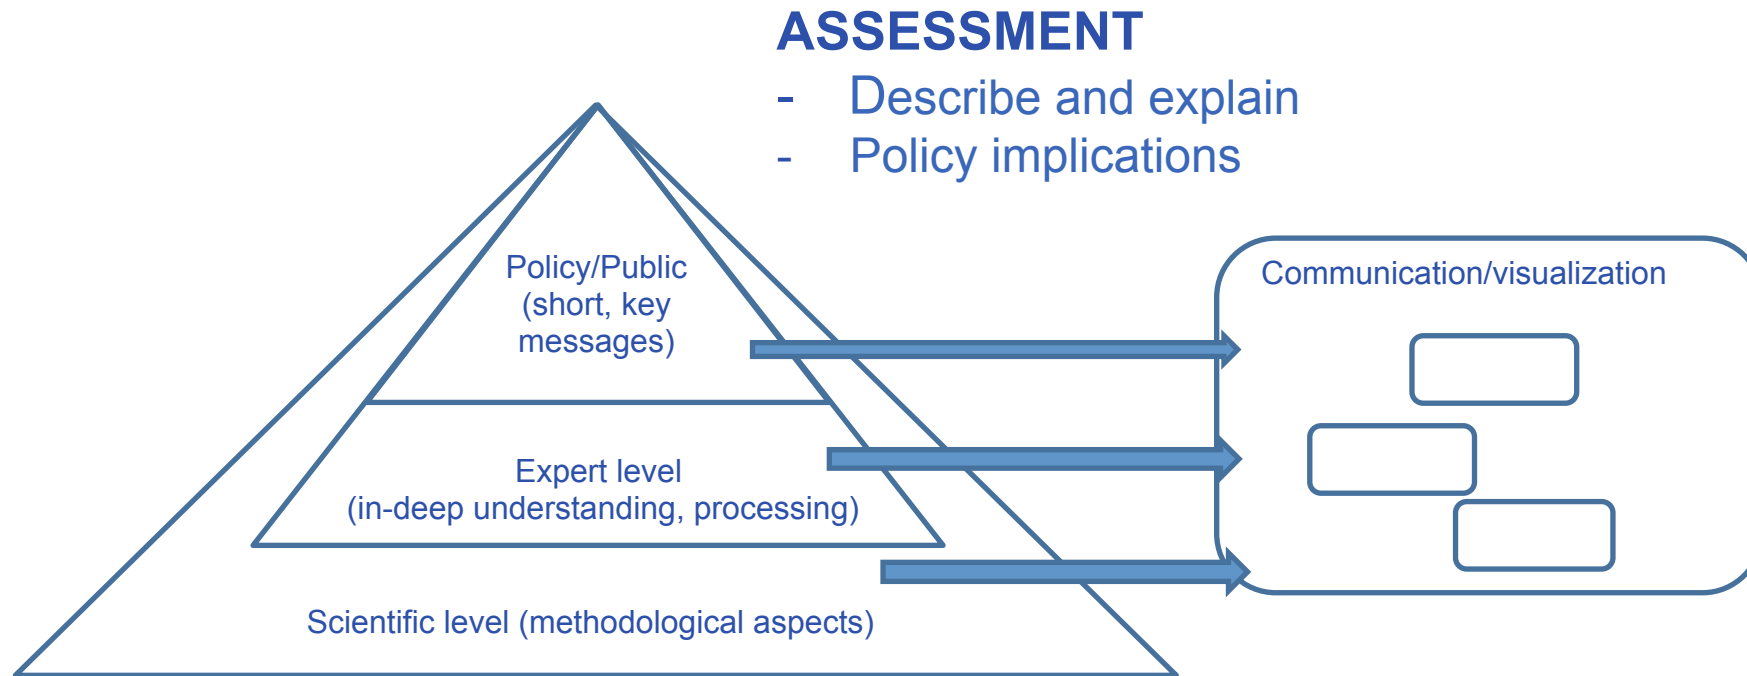 ASSESSMENT
- Describe and explain
- Policy implications
Policy/Public
(short, key
messages)
Communication/visualization
Expert level
(in-deep understanding, processing)
Scientific level (methodological aspects)